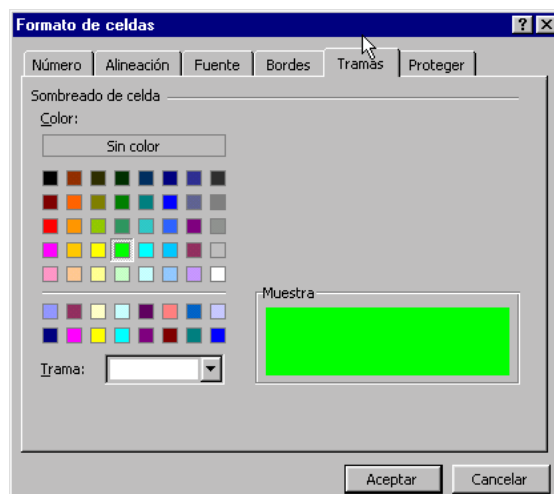 Formato de celdas
Número Alineación Fuente Bordes Tramas Proteger
Sombreado de celda
Color:
Sin color
Muestra
Trama:
Aceptar Cancelar